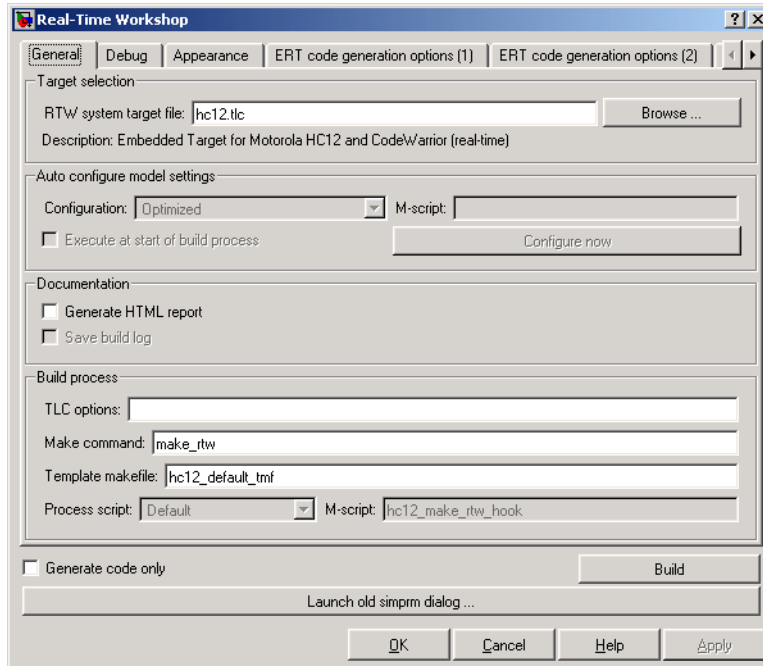 Real-Time Workshop
General Debug Appearance ERT code generation options (1) ERT code generation options (2)
Target selection
RTW system target file: hc12.tlc Browse ...
Description: Embedded Target for Motorola HC12 and CodeWarrior (real-time)
Auto configure model settings
Configuration: Optimized M-script:
Execute at start of build process Configure now
Documentation
Generate HTML report
Save build log
Build process
TLC options:
Make command: make_rtw
Template makefile: hc12_default_tmf
Process script: Default M-script: hc12_make_rtw_hook
Generate code only Build
Launch old simprm dialog ...
OK Cancel Help Apply